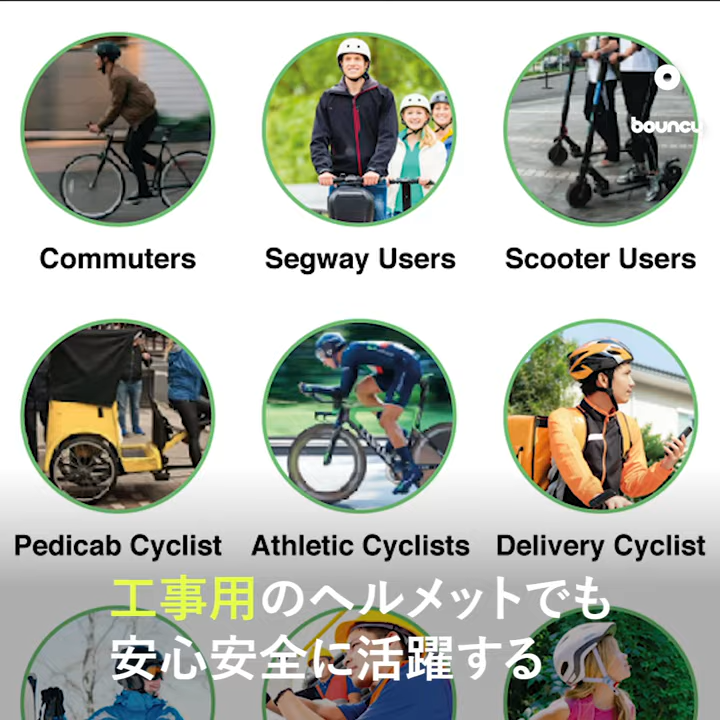 bouncy
Commuters
Segway Users
Scooter Users
Pedicab Cyclist
Athletic Cyclists
Delivery Cyclist
工事用のヘルメットでも
安心安全に活躍する